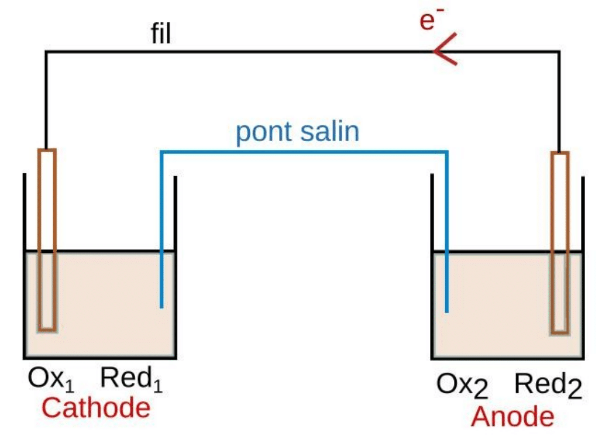 fil
e⁻
pont salin
Ox₁ Red₁
Cathode
Ox2 Red2
Anode